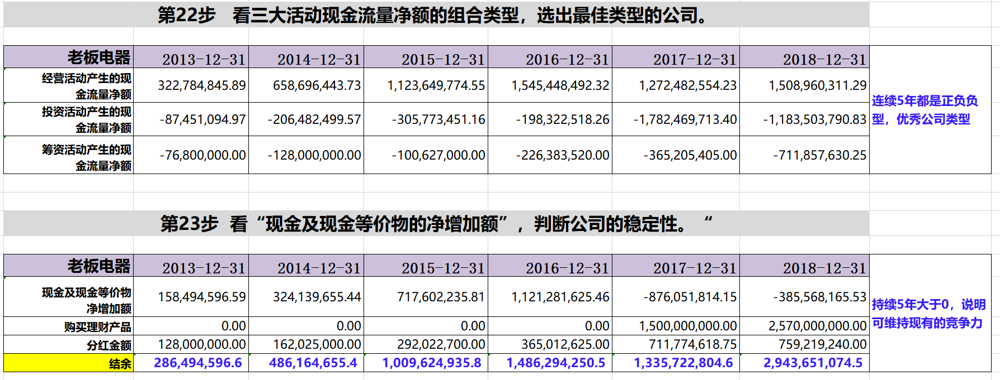 第22步 看三大活动现金流量净额的组合类型，选出最佳类型的公司。
老板电器 2013-12-31 2014-12-31 2015-12-31 2016-12-31 2017-12-31 2018-12-31
经营活动产生的现
金流量净额 322,784,845.89 658,696,443.73 1,123,649,774.55 1,545,448,492.32 1,272,482,554.23 1,508,960,311.29
投资活动产生的现
金流量净额 -87,451,094.97 -206,482,499.57 -305,773,451.16 -198,322,518.26 -1,782,469,713.40 -1,183,503,790.83
筹资活动产生的现
金流量净额 -76,800,000.00 -128,000,000.00 -100,627,000.00 -226,383,520.00 -365,205,405.00 -711,857,630.25
连续5年都是正负负
型，优秀公司类型
第23步 看“现金及现金等价物的净增加额”，判断公司的稳定性。“
老板电器 2013-12-31 2014-12-31 2015-12-31 2016-12-31 2017-12-31 2018-12-31
现金及现金等价物
净增加额 158,494,596.59 324,139,655.44 717,602,235.81 1,121,281,625.46 -876,051,814.15 -385,568,165.53
购买理财产品 0.00 0.00 0.00 0.00 1,500,000,000.00 2,570,000,000.00
分红金额 128,000,000.00 162,025,000.00 292,022,700.00 365,012,625.00 711,774,618.75 759,219,240.00
结余 286,494,596.6 486,164,655.4 1,009,624,935.8 1,486,294,250.5 1,335,722,804.6 2,943,651,074.5
持续5年大于0，说明
可维持现有的竞争力